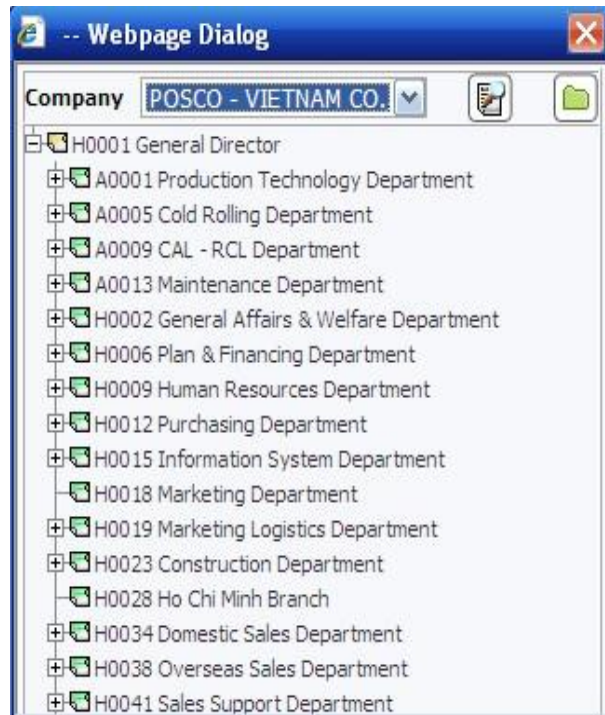 -- Webpage Dialog
Company POSCO - VIETNAM CO.
H0001 General Director
A0001 Production Technology Department
A0005 Cold Rolling Department
A0009 CAL - RCL Department
A0013 Maintenance Department
H0002 General Affairs & Welfare Department
H0006 Plan & Financing Department
H0009 Human Resources Department
H0012 Purchasing Department
H0015 Information System Department
H0018 Marketing Department
H0019 Marketing Logistics Department
H0023 Construction Department
H0028 Ho Chi Minh Branch
H0034 Domestic Sales Department
H0038 Overseas Sales Department
H0041 Sales Support Department